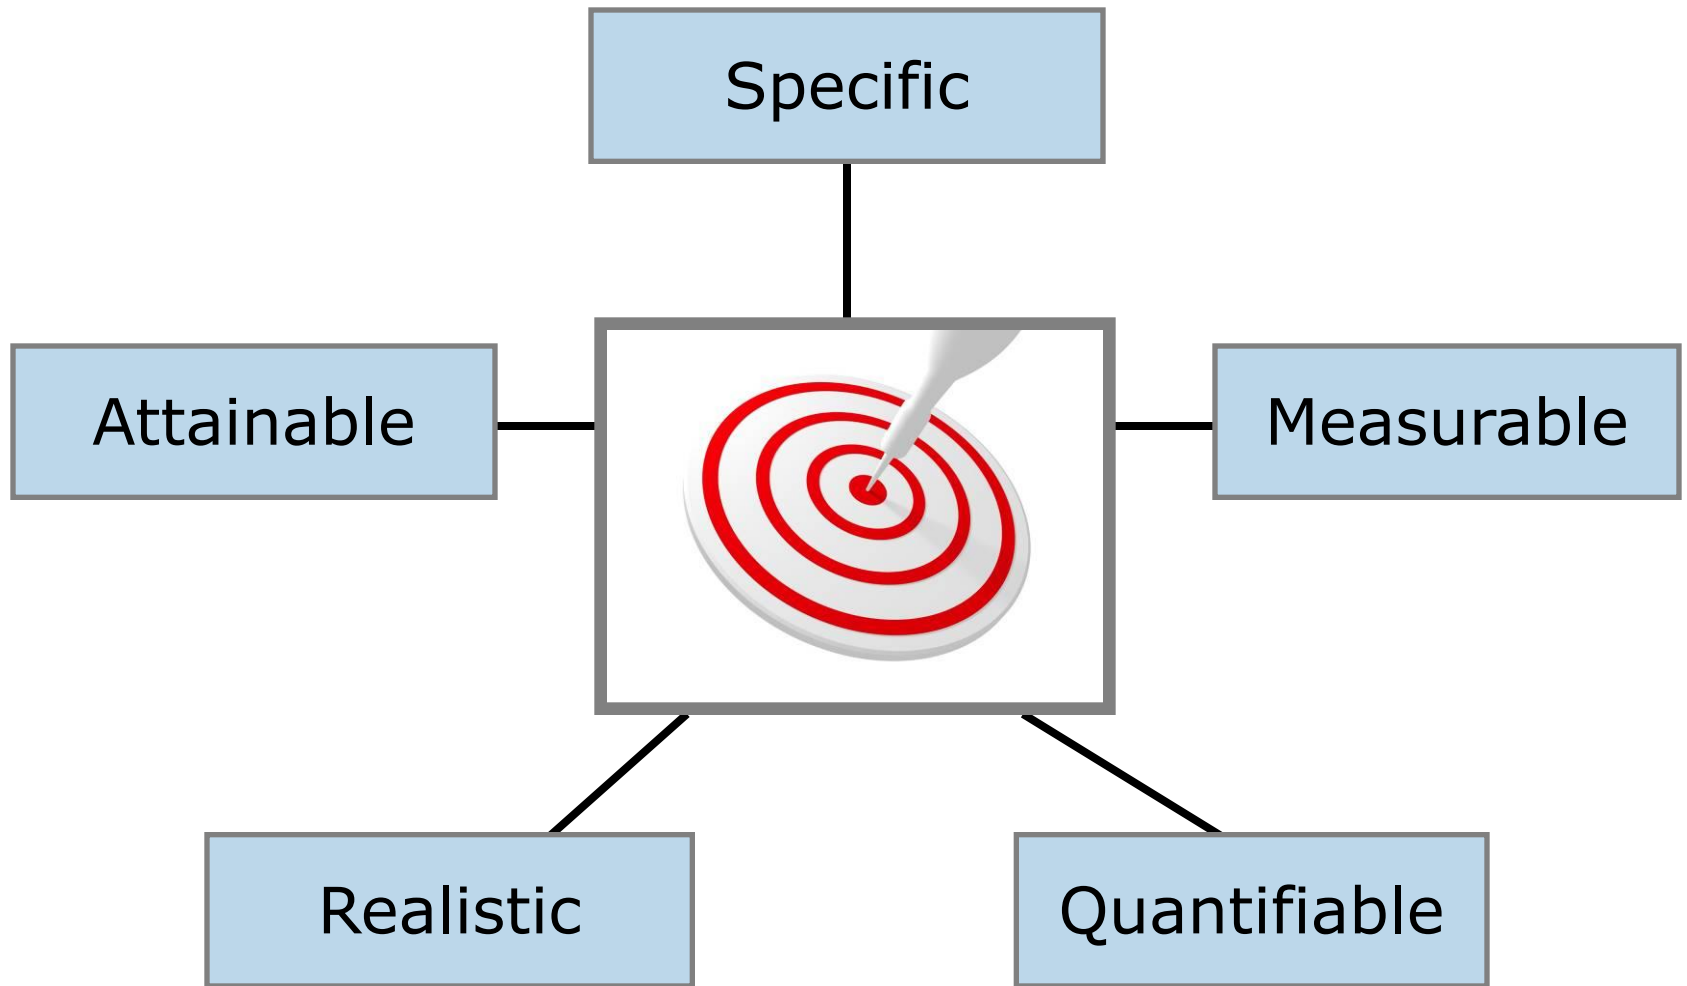 Specific
Attainable
Measurable
Realistic
Quantifiable